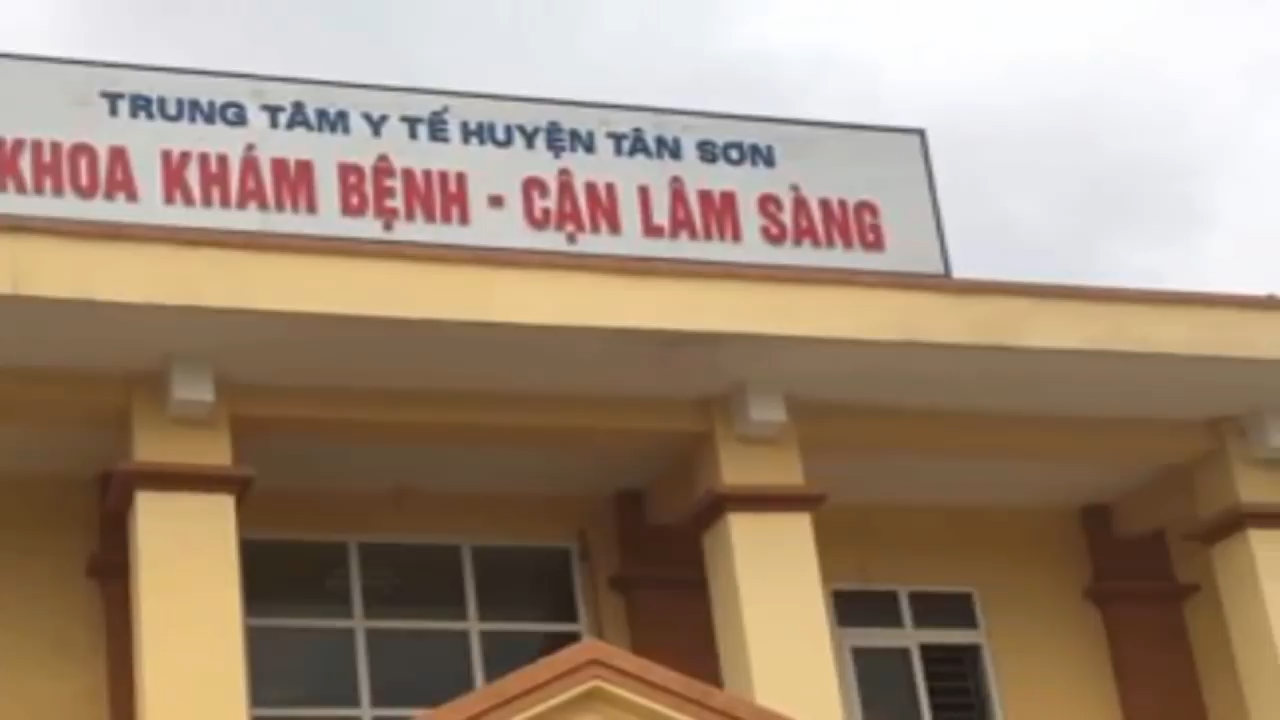 TRUNG TÂM Y TẾ HUYỆN TÂN SƠN
KHOA KHÁM BỆNH - CẬN LÂM SÀNG